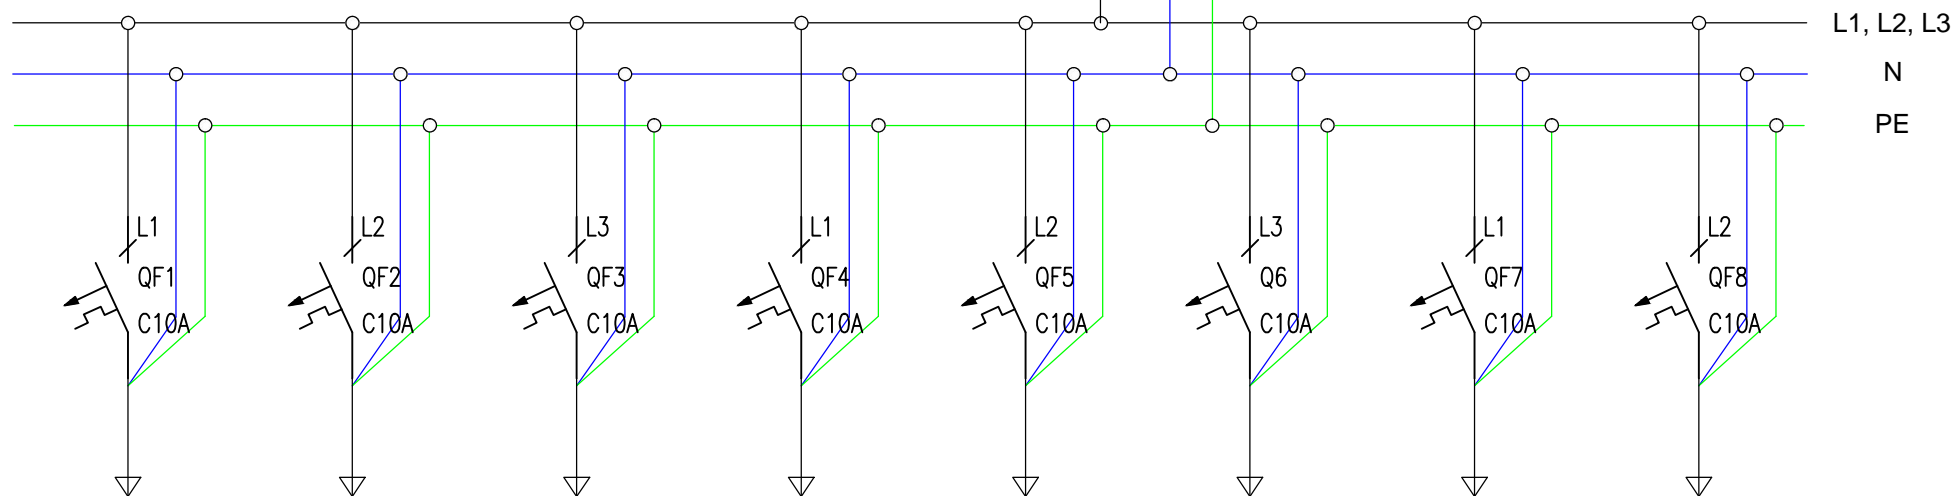 L1, L2, L3
N
PE
L1 L2 L3 L1 L2 L3 L1 L2
QF1 QF2 QF3 QF4 QF5 Q6 QF7 QF8
C10A C10A C10A C10A C10A C10A C10A C10A